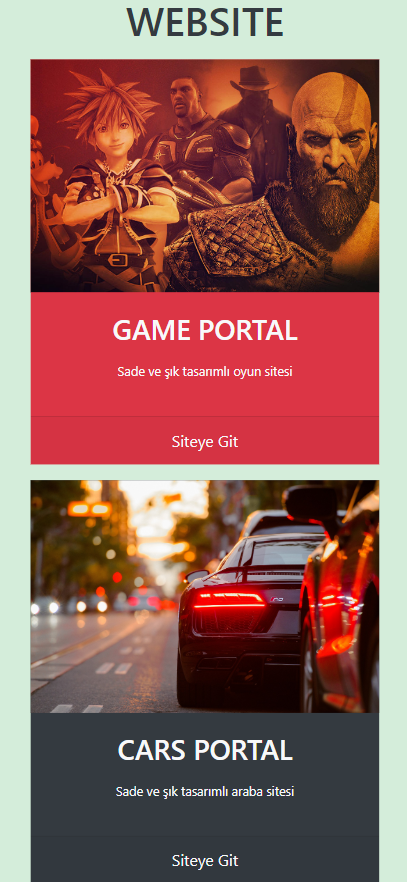 WEBSITE
GAME PORTAL
Sade ve şık tasarımlı oyun sitesi
Siteye Git
CARS PORTAL
Sade ve şık tasarımlı araba sitesi
Siteye Git